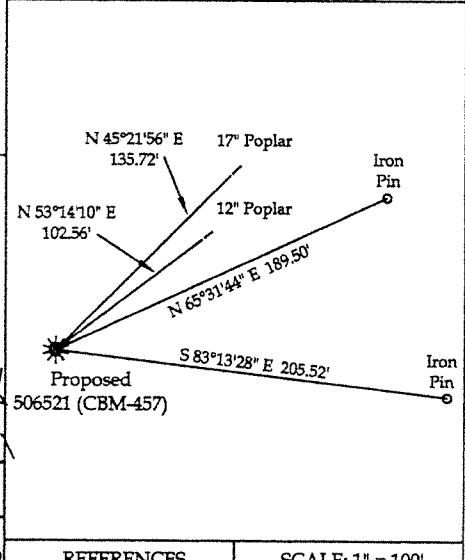 N 45°21'56" E
135.72'
17" Poplar
Iron
Pin
N 53°14'10" E
102.56'
12" Poplar
N 65°31'44" E 189.50'
S 83°13'28" E 205.52'
Iron
Pin
Proposed
506521 (CBM-457)
REFERENCES
SCALE: 1" = 100'